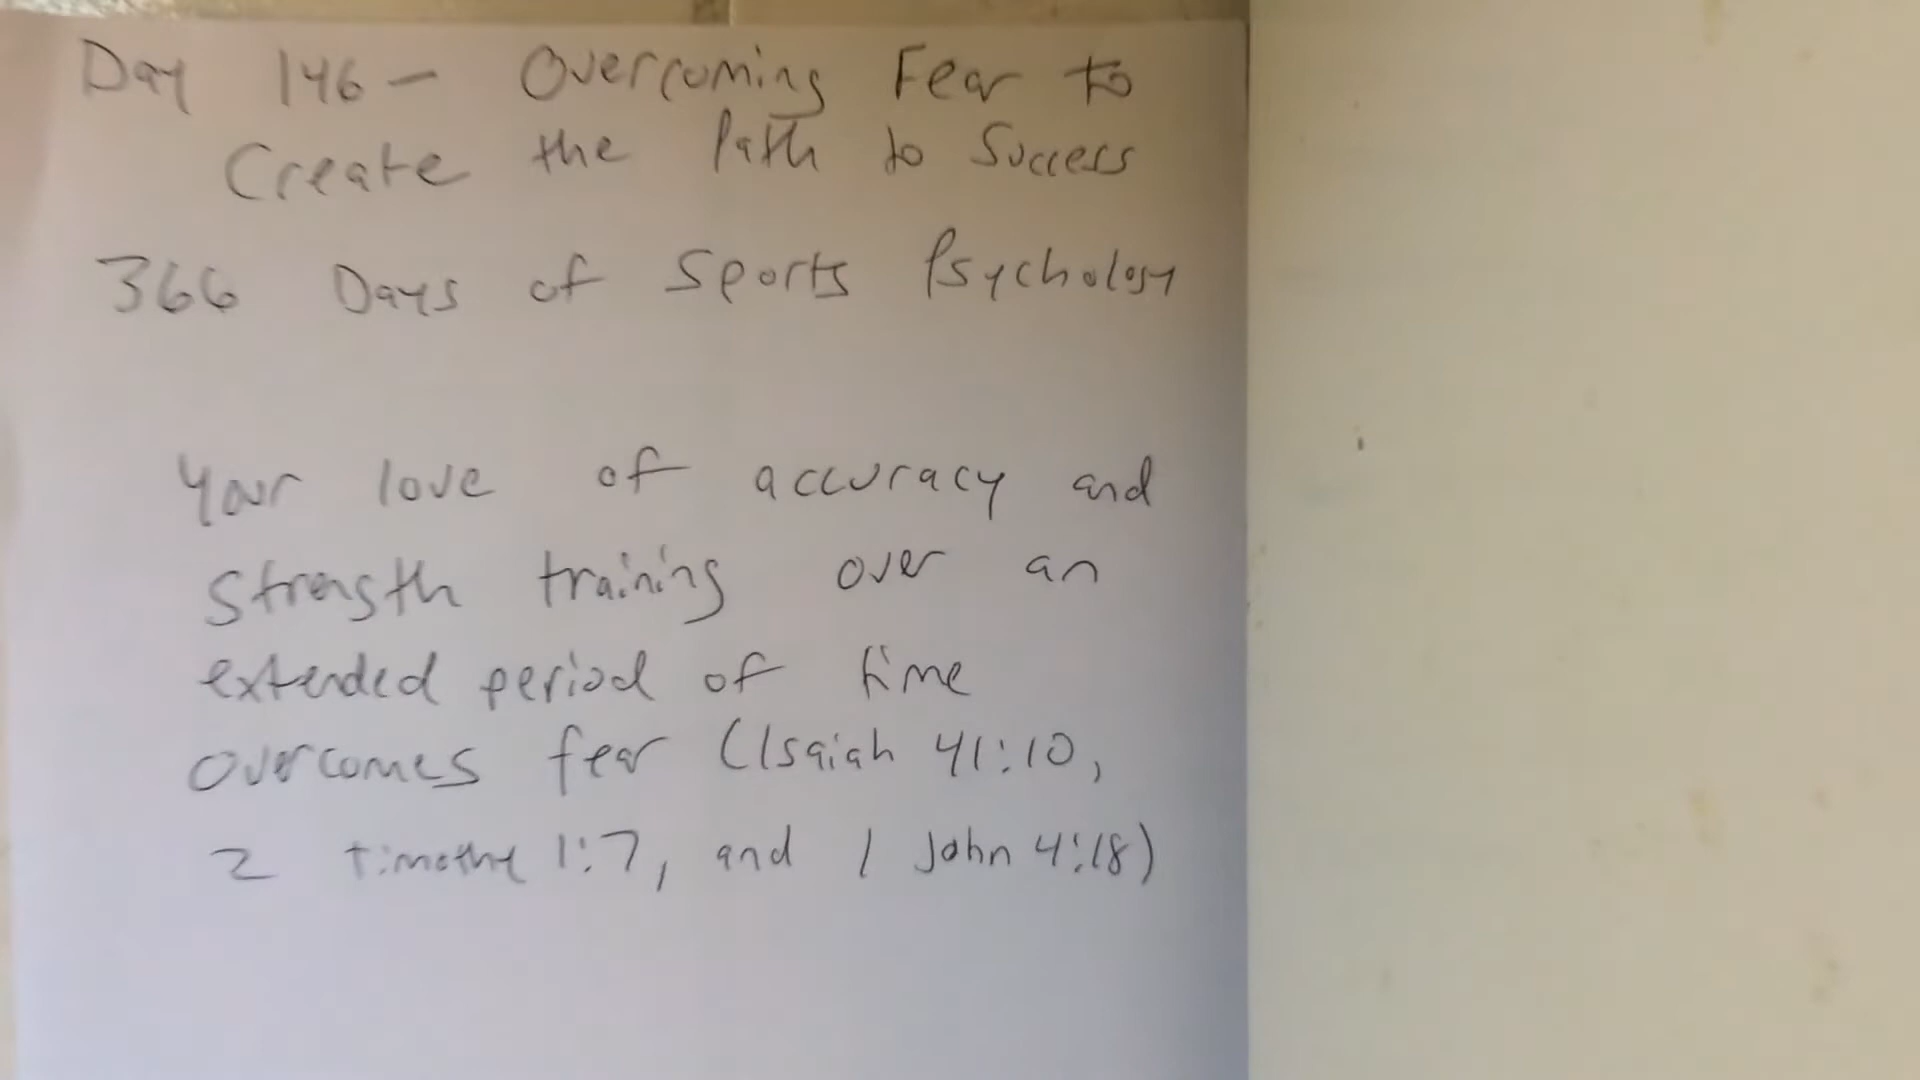 Day 146 - Overcoming Fear to
Create the Path to Success
366 Days of Sports Psychology
Your love of accuracy and
Strength training over an
extended period of time
overcomes fear (Isaiah 41:10,
2 Timothy 1:7, and 1 John 4:18)